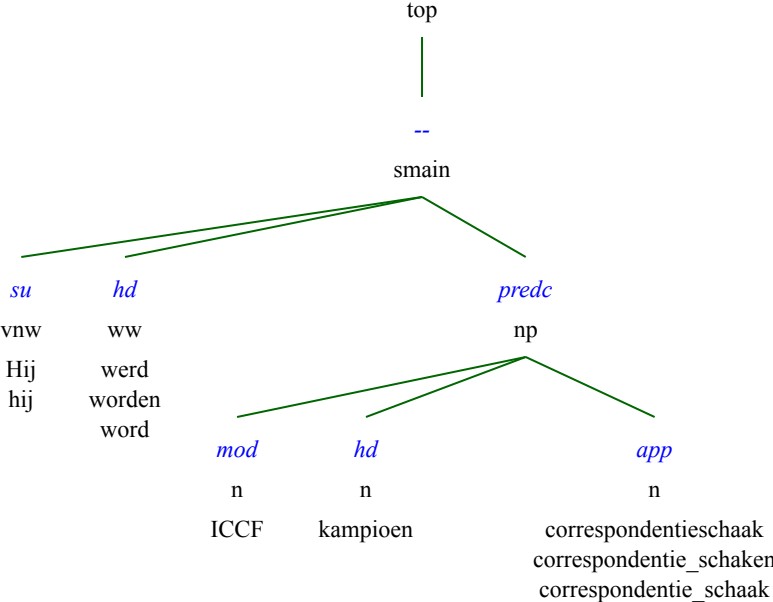 top
--
smain
su hd predc
vnw ww np
Hij werd
hij worden
word
mod hd app
n n n
ICCF kampioen correspondentieschaak
correspondentie_schaken
correspondentie_schaak